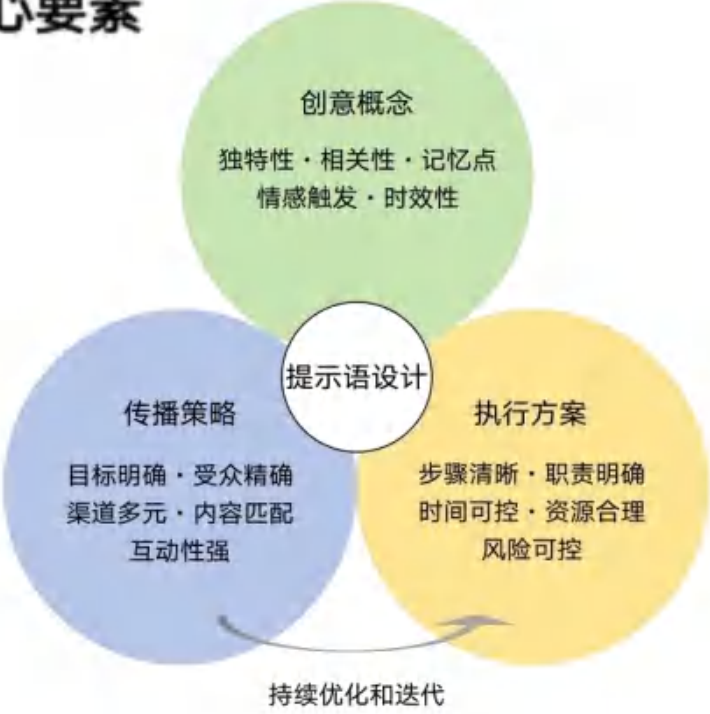 心要素
创意概念
独特性·相关性·记忆点
情感触发·时效性
提示语设计
传播策略
目标明确·受众精确
渠道多元·内容匹配
互动性强
执行方案
步骤清晰·职责明确
时间可控·资源合理
风险可控
持续优化和迭代